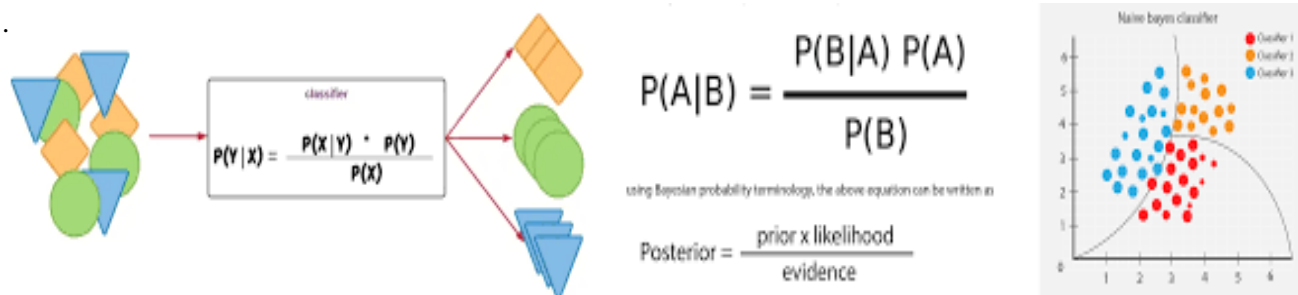 .
classifier
P(Y|X) = P(X|Y) * P(Y)
P(X)
P(A|B) = P(B|A) P(A)
P(B)
using Bayesian probability terminology, the above equation can be written as
Posterior = prior x likelihood
evidence
Naive bayes classifier
Classifier 1
Classifier 2
Classifier 3
6
5
4
3
2
1
0
1 2 3 4 5 6